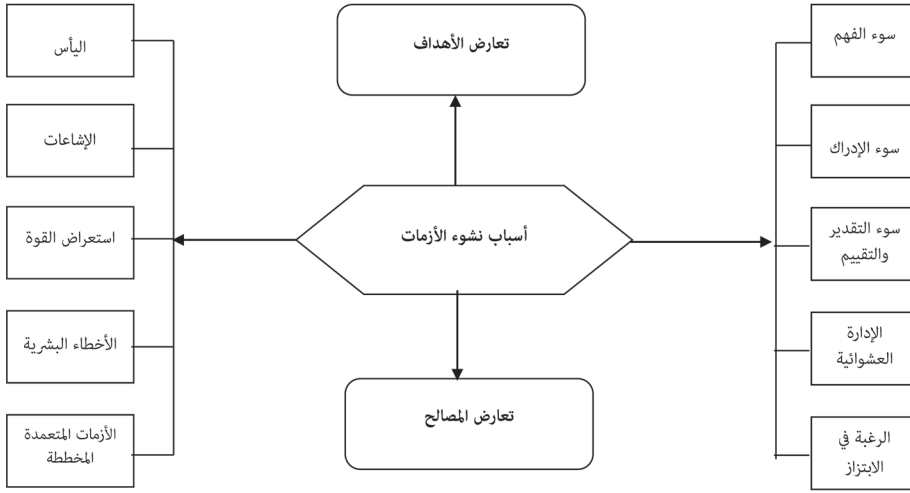 سوء الفهم
سوء الإدراك
سوء التقدير
والتقييم
الإدارة
العشوائية
الرغبة في
الابتزاز
تعارض الأهداف
أسباب نشوء الأزمات
تعارض المصالح
اليأس
الإشاعات
استعراض القوة
الأخطاء البشرية
الأزمات المتعمدة
المخططة